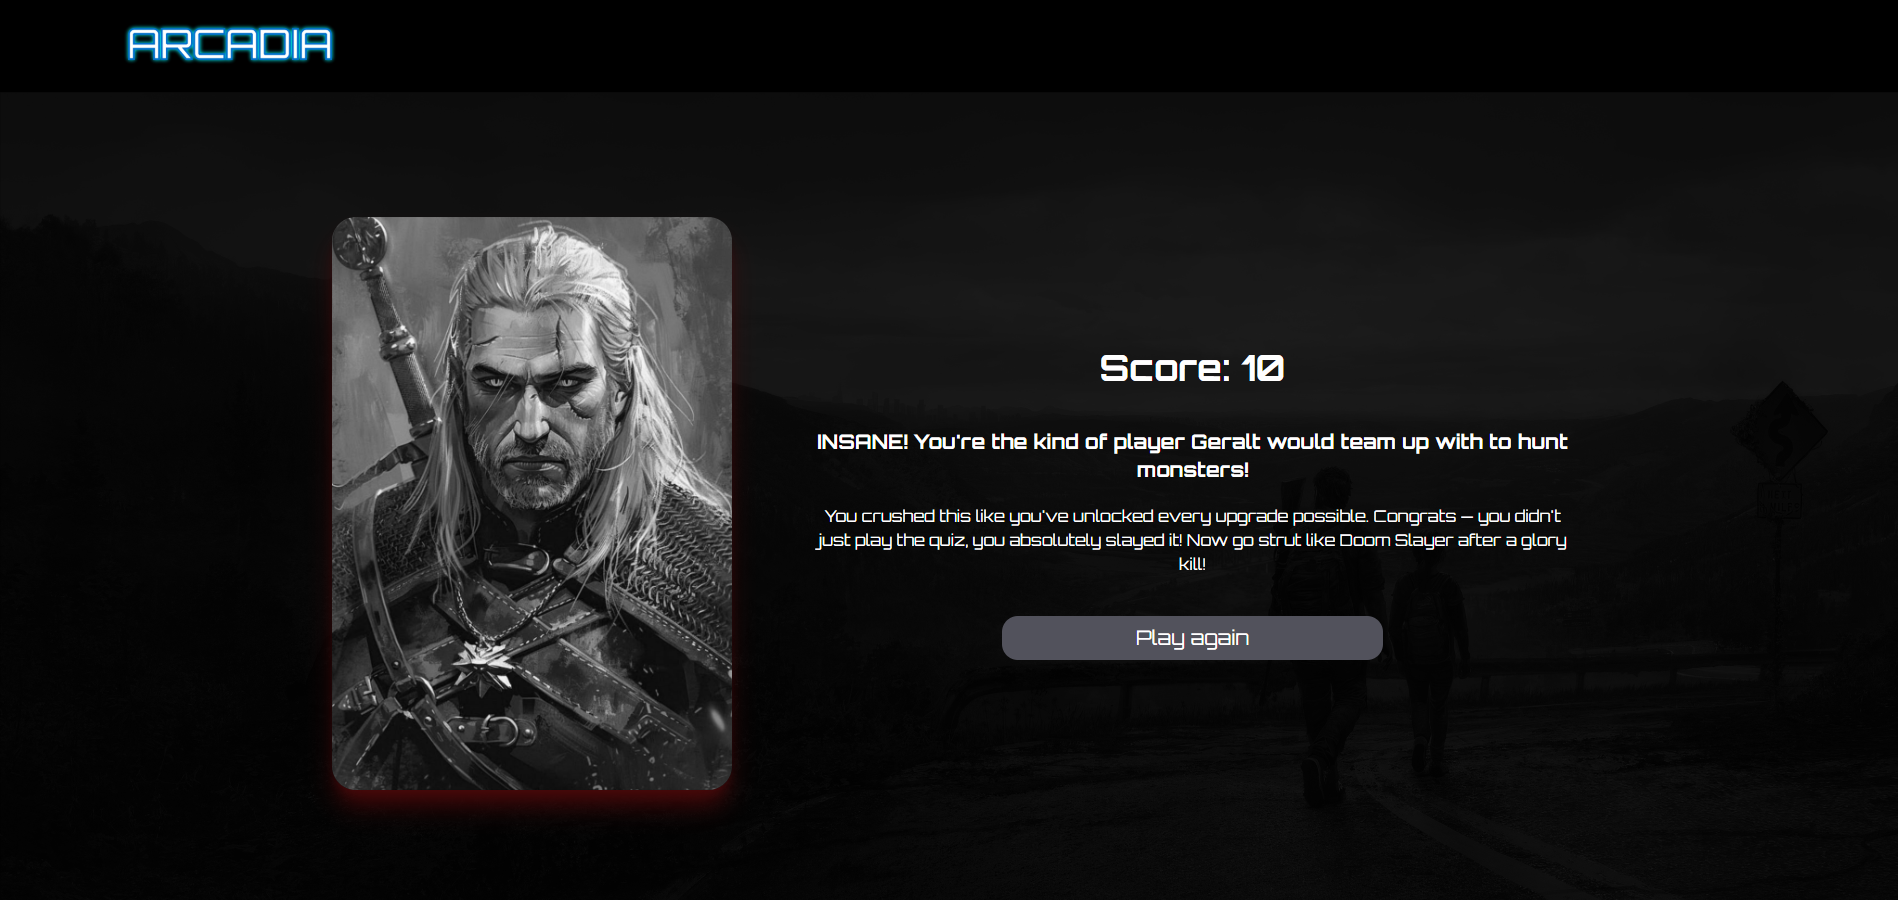 ARCADIA
Score: 10
INSANE! You're the kind of player Geralt would team up with to hunt
monsters!
You crushed this like you've unlocked every upgrade possible. Congrats — you didn't
just play the quiz, you absolutely slayed it! Now go strut like Doom Slayer after a glory
kill!
Play again